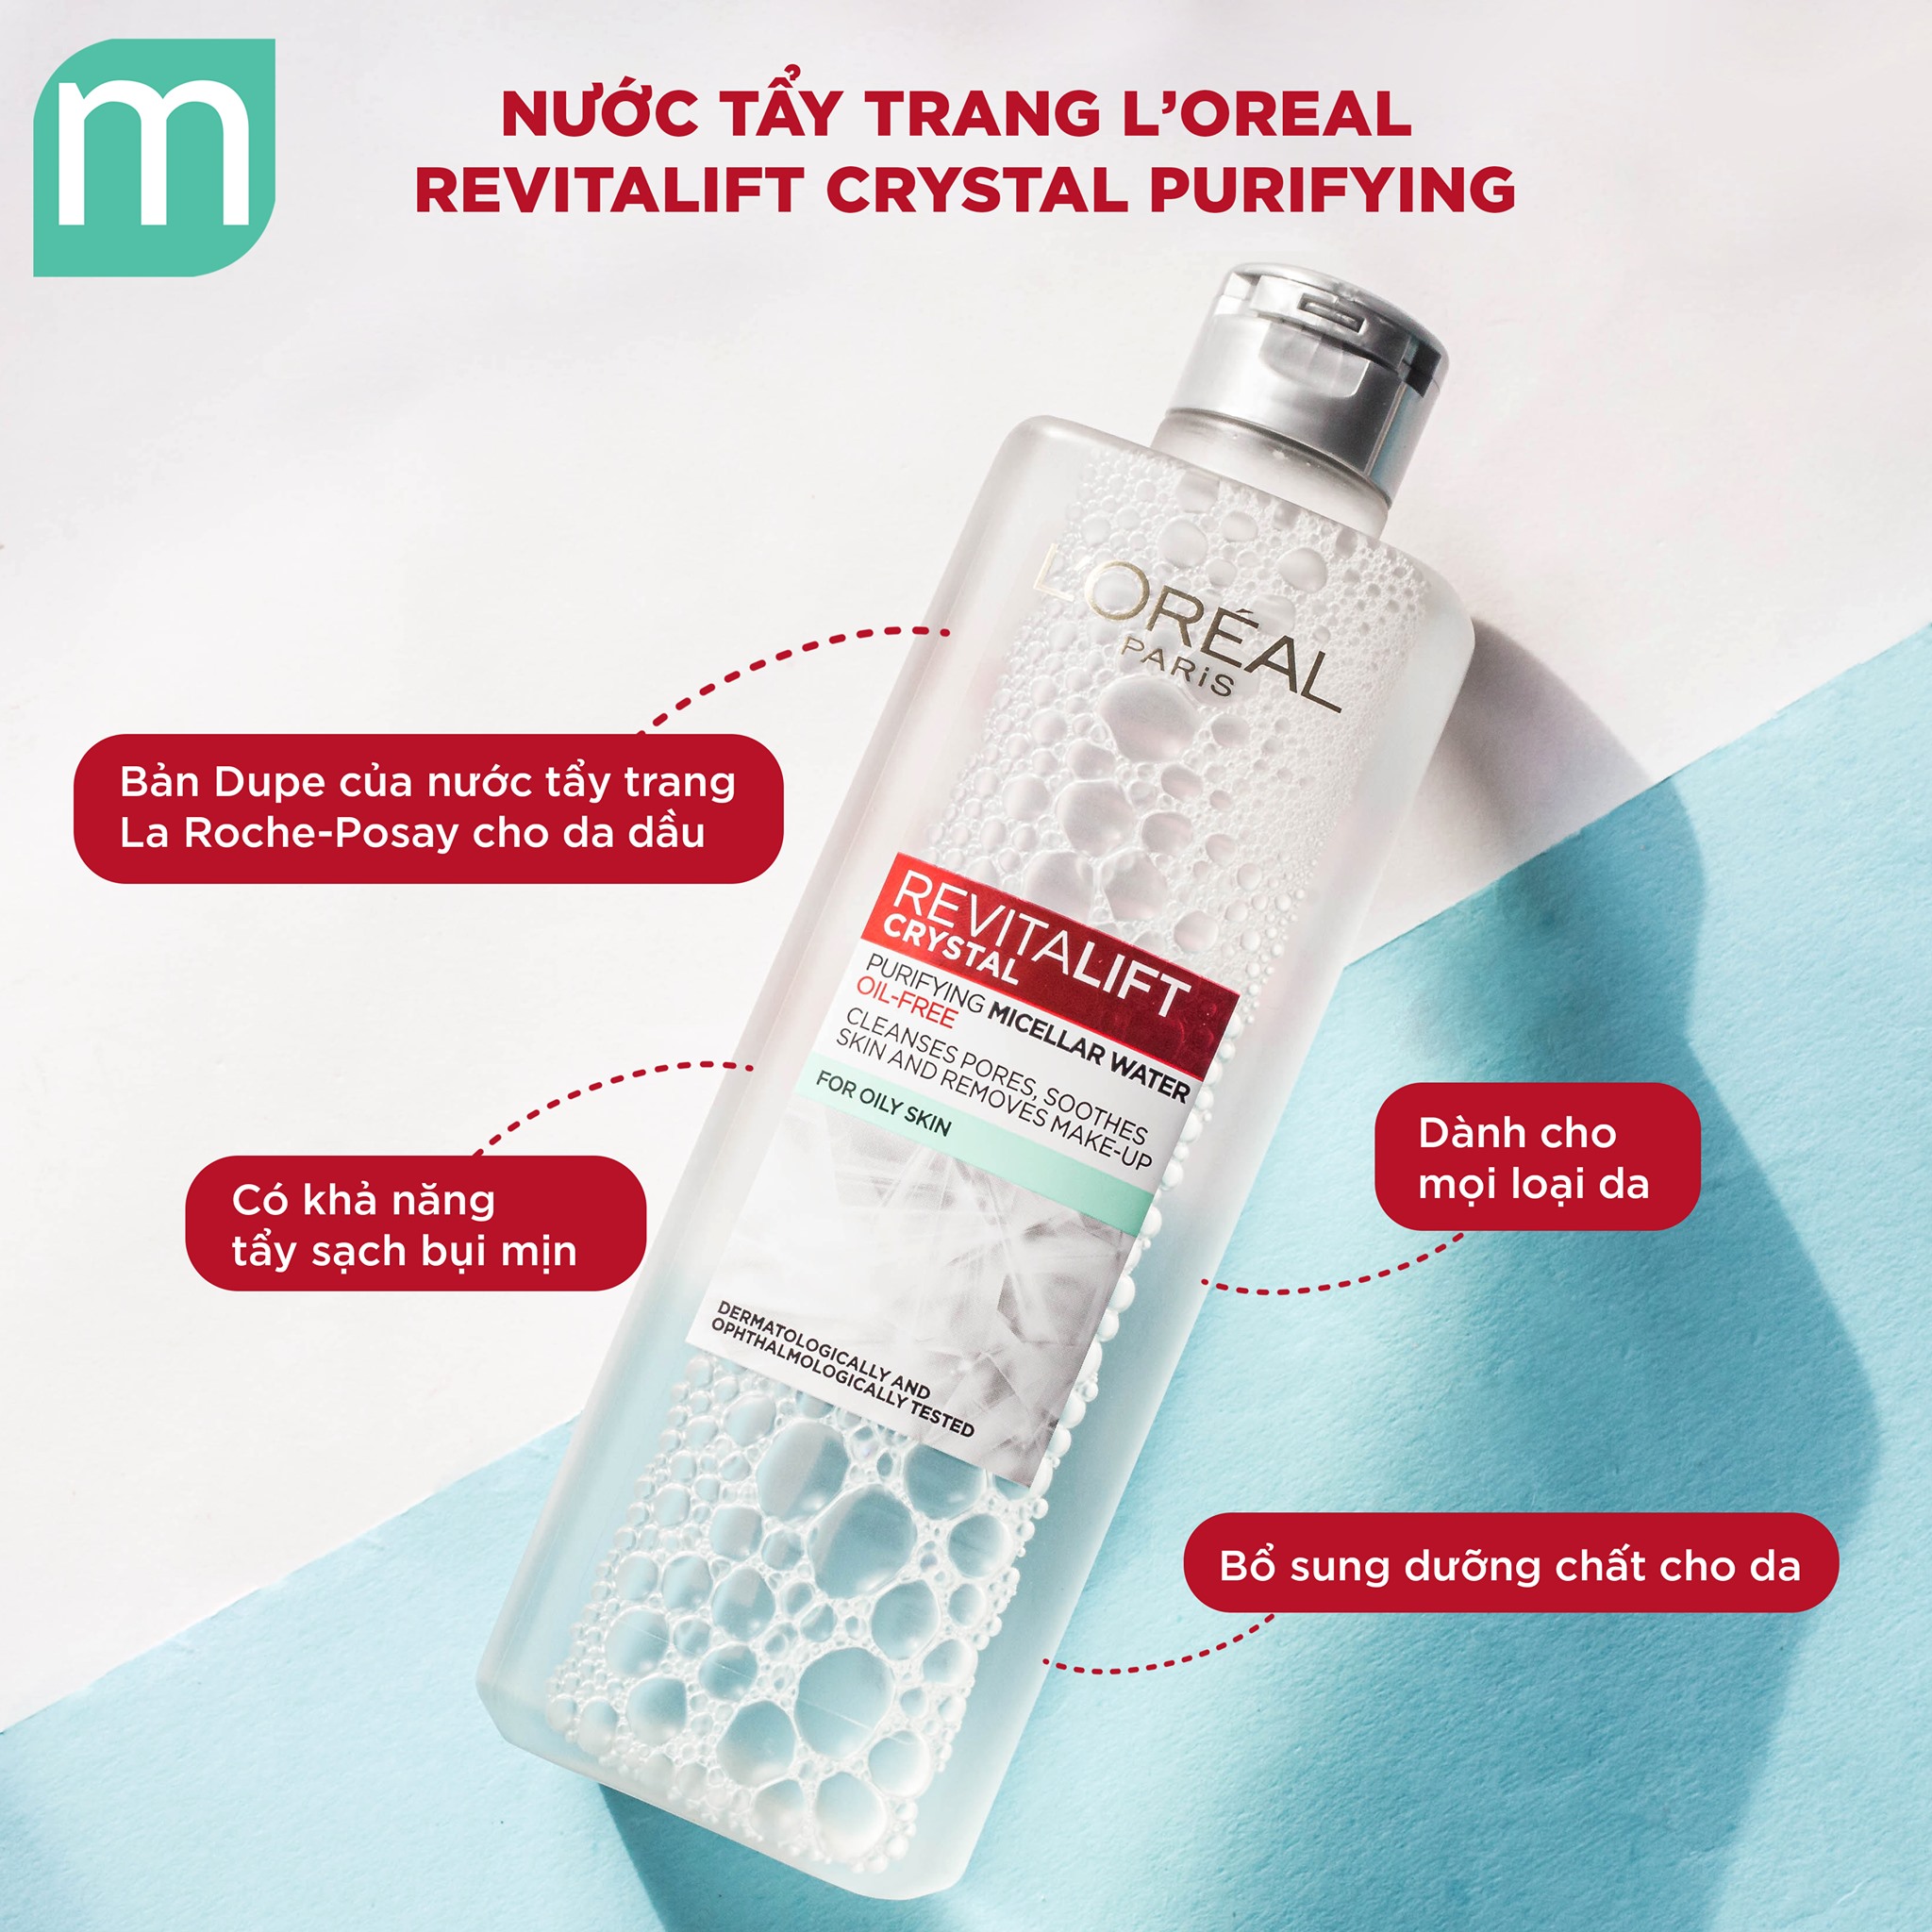 m
NƯỚC TẨY TRANG L’OREAL
REVITALIFT CRYSTAL PURIFYING
L'ORÉAL
PARiS
Bản Dupe của nước tẩy trang
La Roche-Posay cho da dầu
REVITALIFT
CRYSTAL
PURIFYING MICELLAR WATER
OIL-FREE
CLEANSES PORES, SOOTHES
SKIN AND REMOVES MAKE-UP
FOR OILY SKIN
Có khả năng
tẩy sạch bụi mịn
Dành cho
mọi loại da
DERMATOLOGICALLY AND
OPHTHALMOLOGICALLY TESTED
Bổ sung dưỡng chất cho da